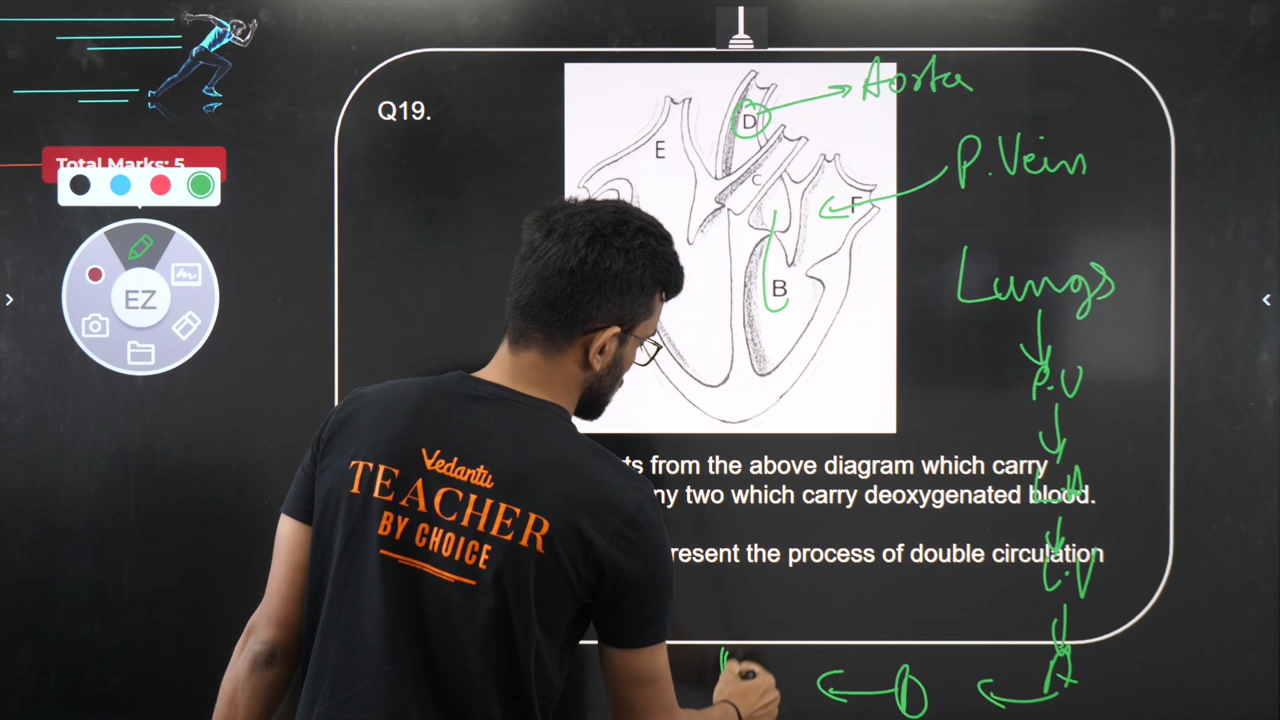 Q19.
Total Marks: 5
EZ
D
Aorta
E
P. Vein
C
F
B
Lungs
P.V
L.A
L.V
A
B
ts from the above diagram which carry
ny two which carry deoxygenated blood.
present the process of double circulation
Vedantu
TEACHER
BY CHOICE